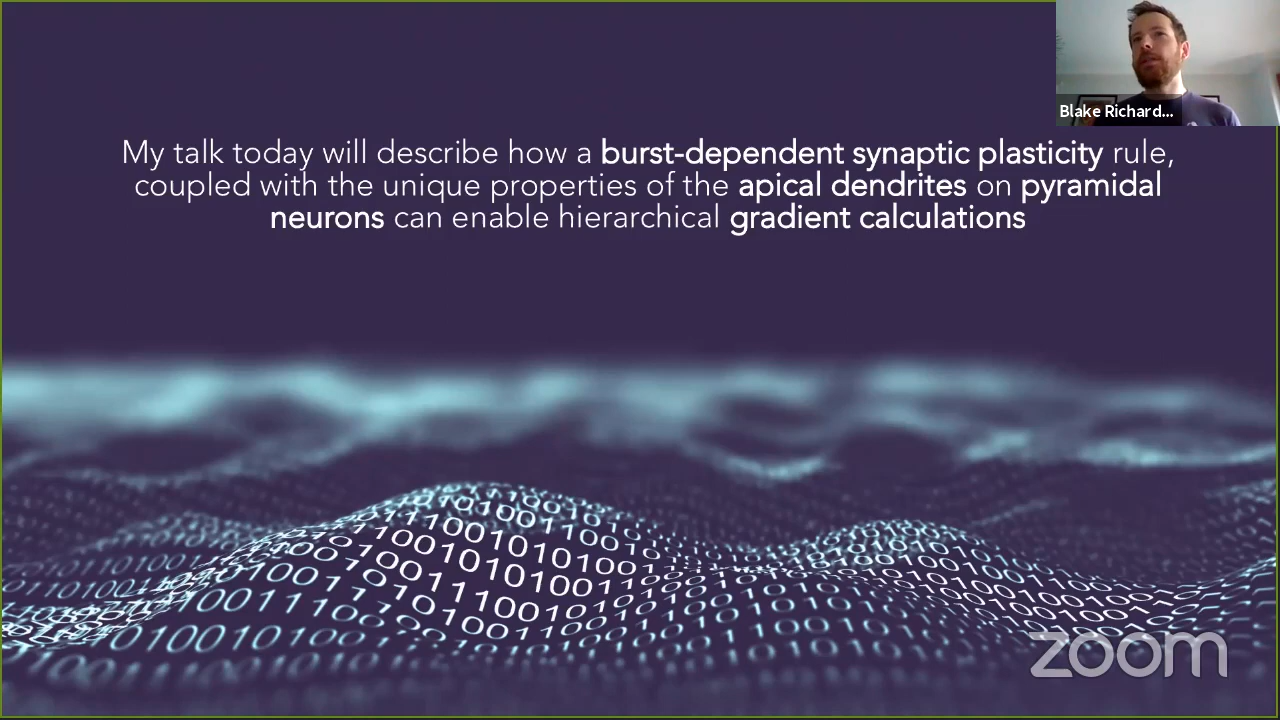 Blake Richard...
My talk today will describe how a burst-dependent synaptic plasticity rule,
coupled with the unique properties of the apical dendrites on pyramidal
neurons can enable hierarchical gradient calculations
zoom